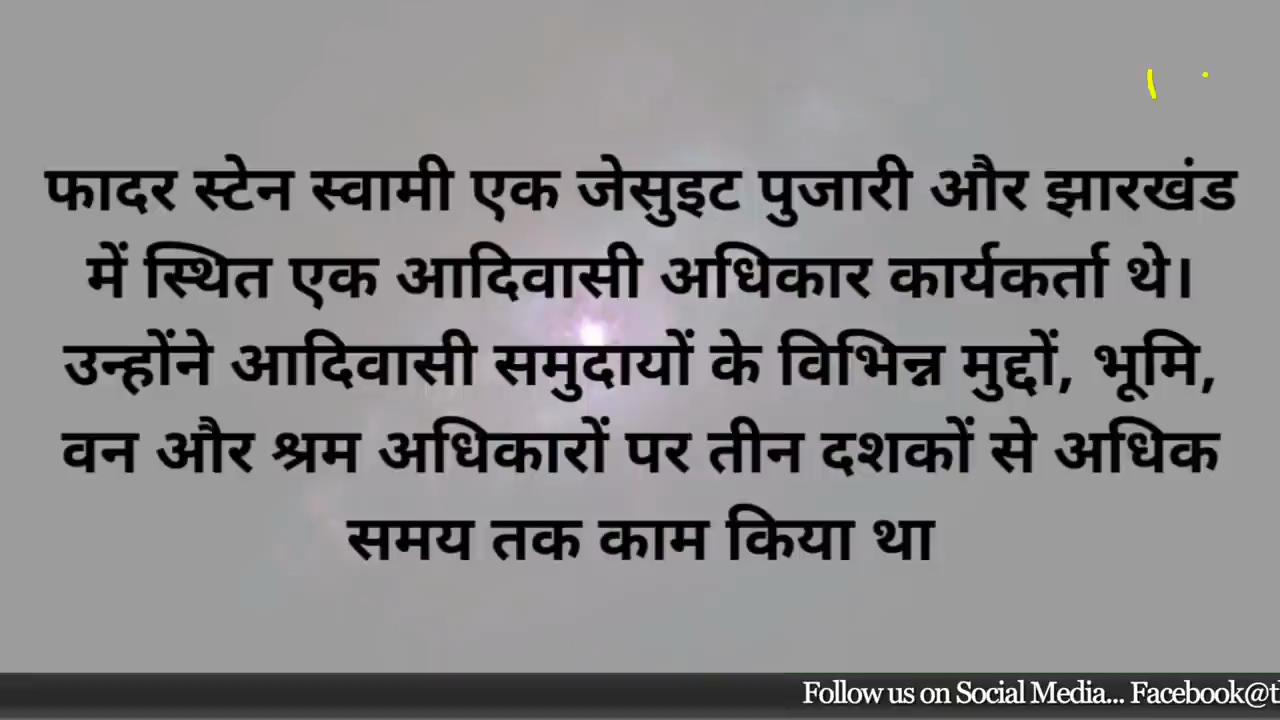 फादर स्टेन स्वामी एक जेसुइट पुजारी और झारखंड
में स्थित एक आदिवासी अधिकार कार्यकर्ता थे।
उन्होंने आदिवासी समुदायों के विभिन्न मुद्दों, भूमि,
वन और श्रम अधिकारों पर तीन दशकों से अधिक
समय तक काम किया था
Follow us on Social Media... Facebook@t